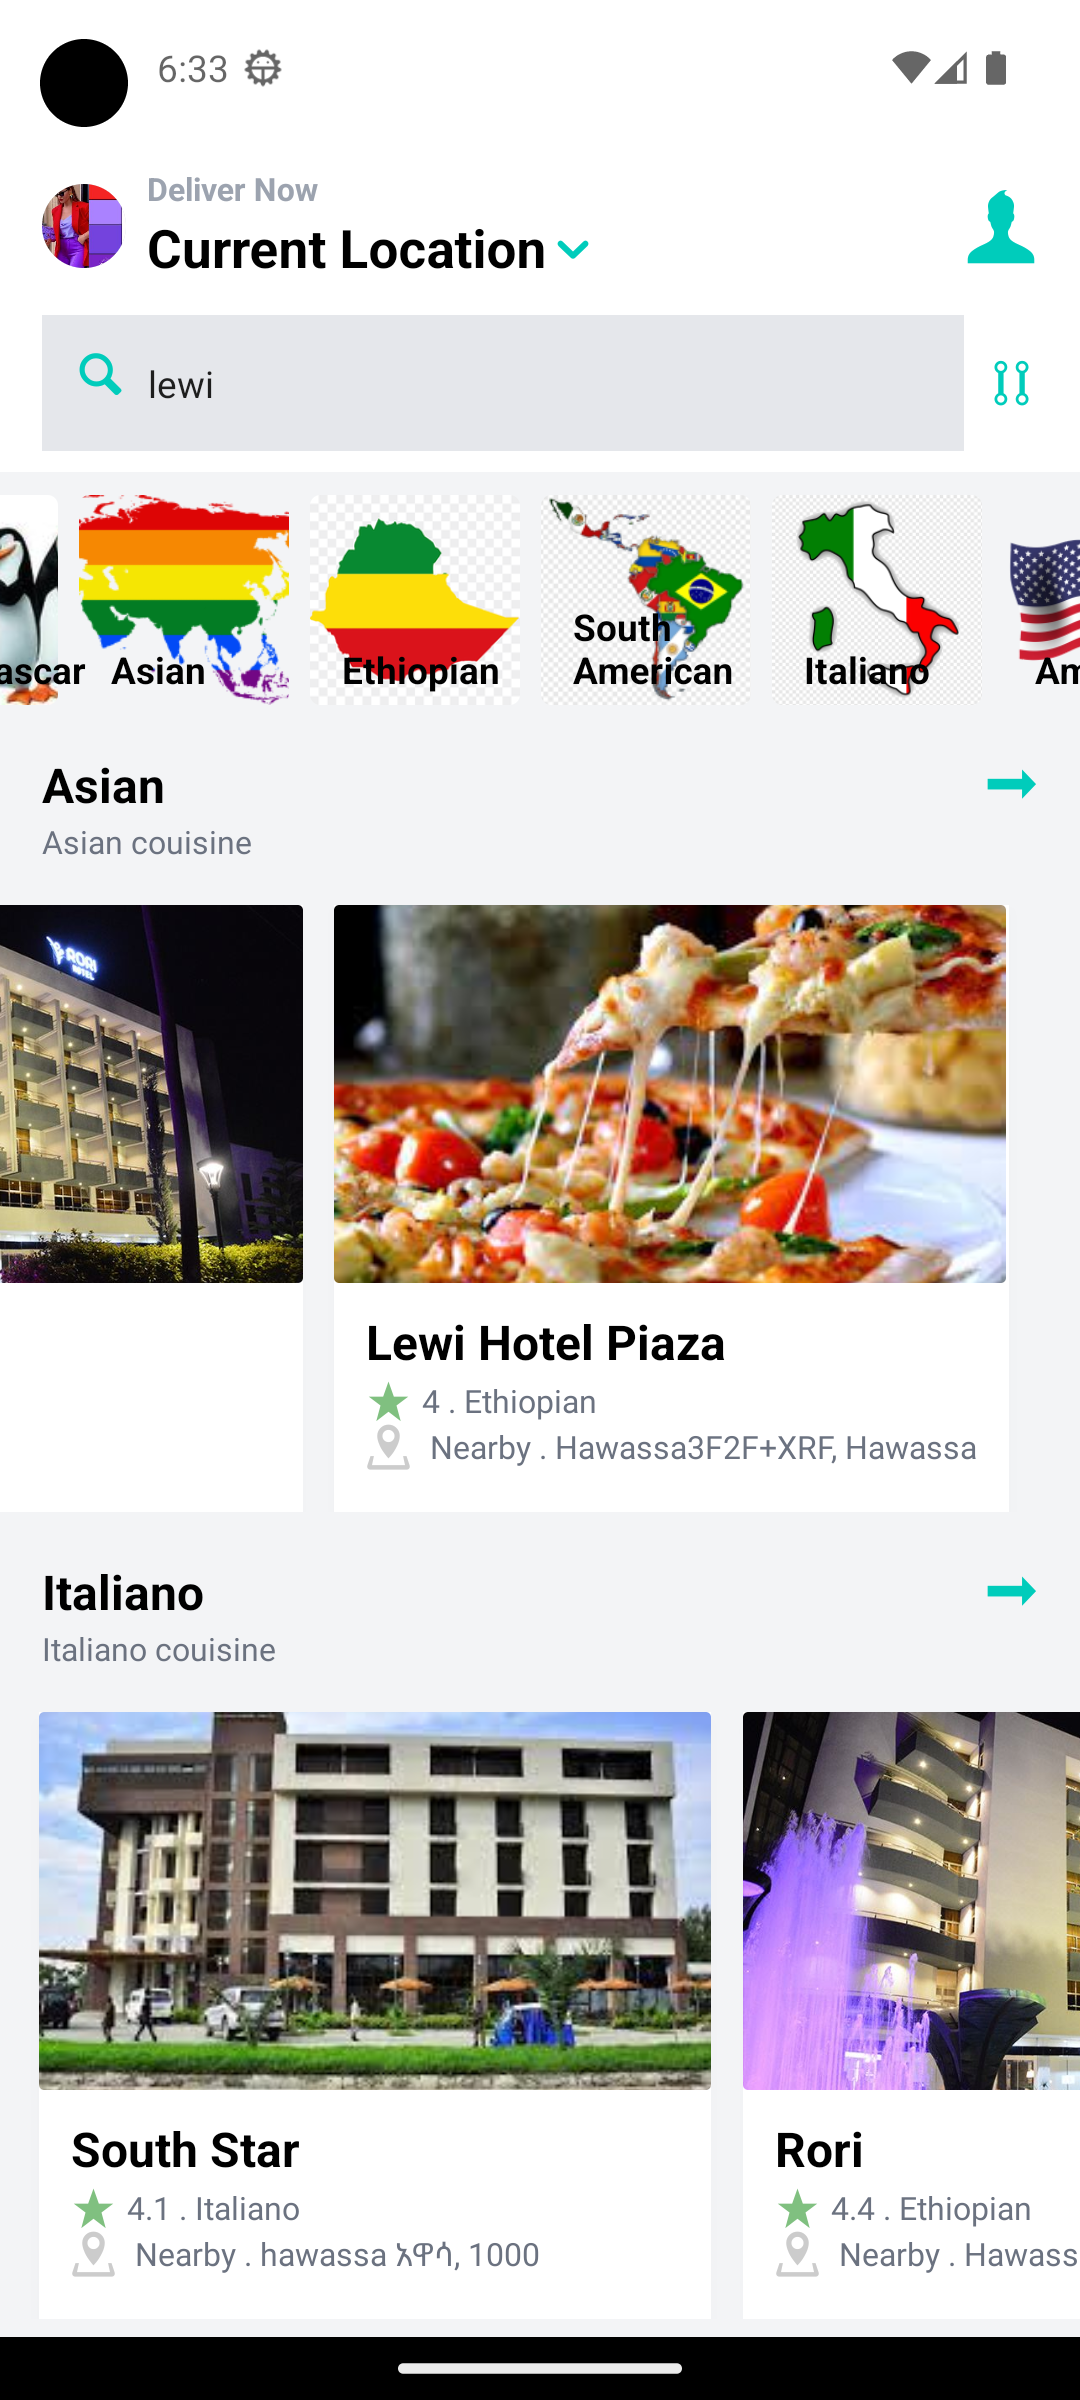 6:33
Deliver Now
Current Location
lewi
ascar
Asian
Ethiopian
South
American
Italiano
Am
Asian
Asian couisine
RORI
HOTEL
Lewi Hotel Piaza
4 . Ethiopian
Nearby . Hawassa3F2F+XRF, Hawassa
Italiano
Italiano couisine
South Star
4.1 . Italiano
Nearby . hawassa አዋሳ, 1000
Rori
4.4 . Ethiopian
Nearby . Hawass